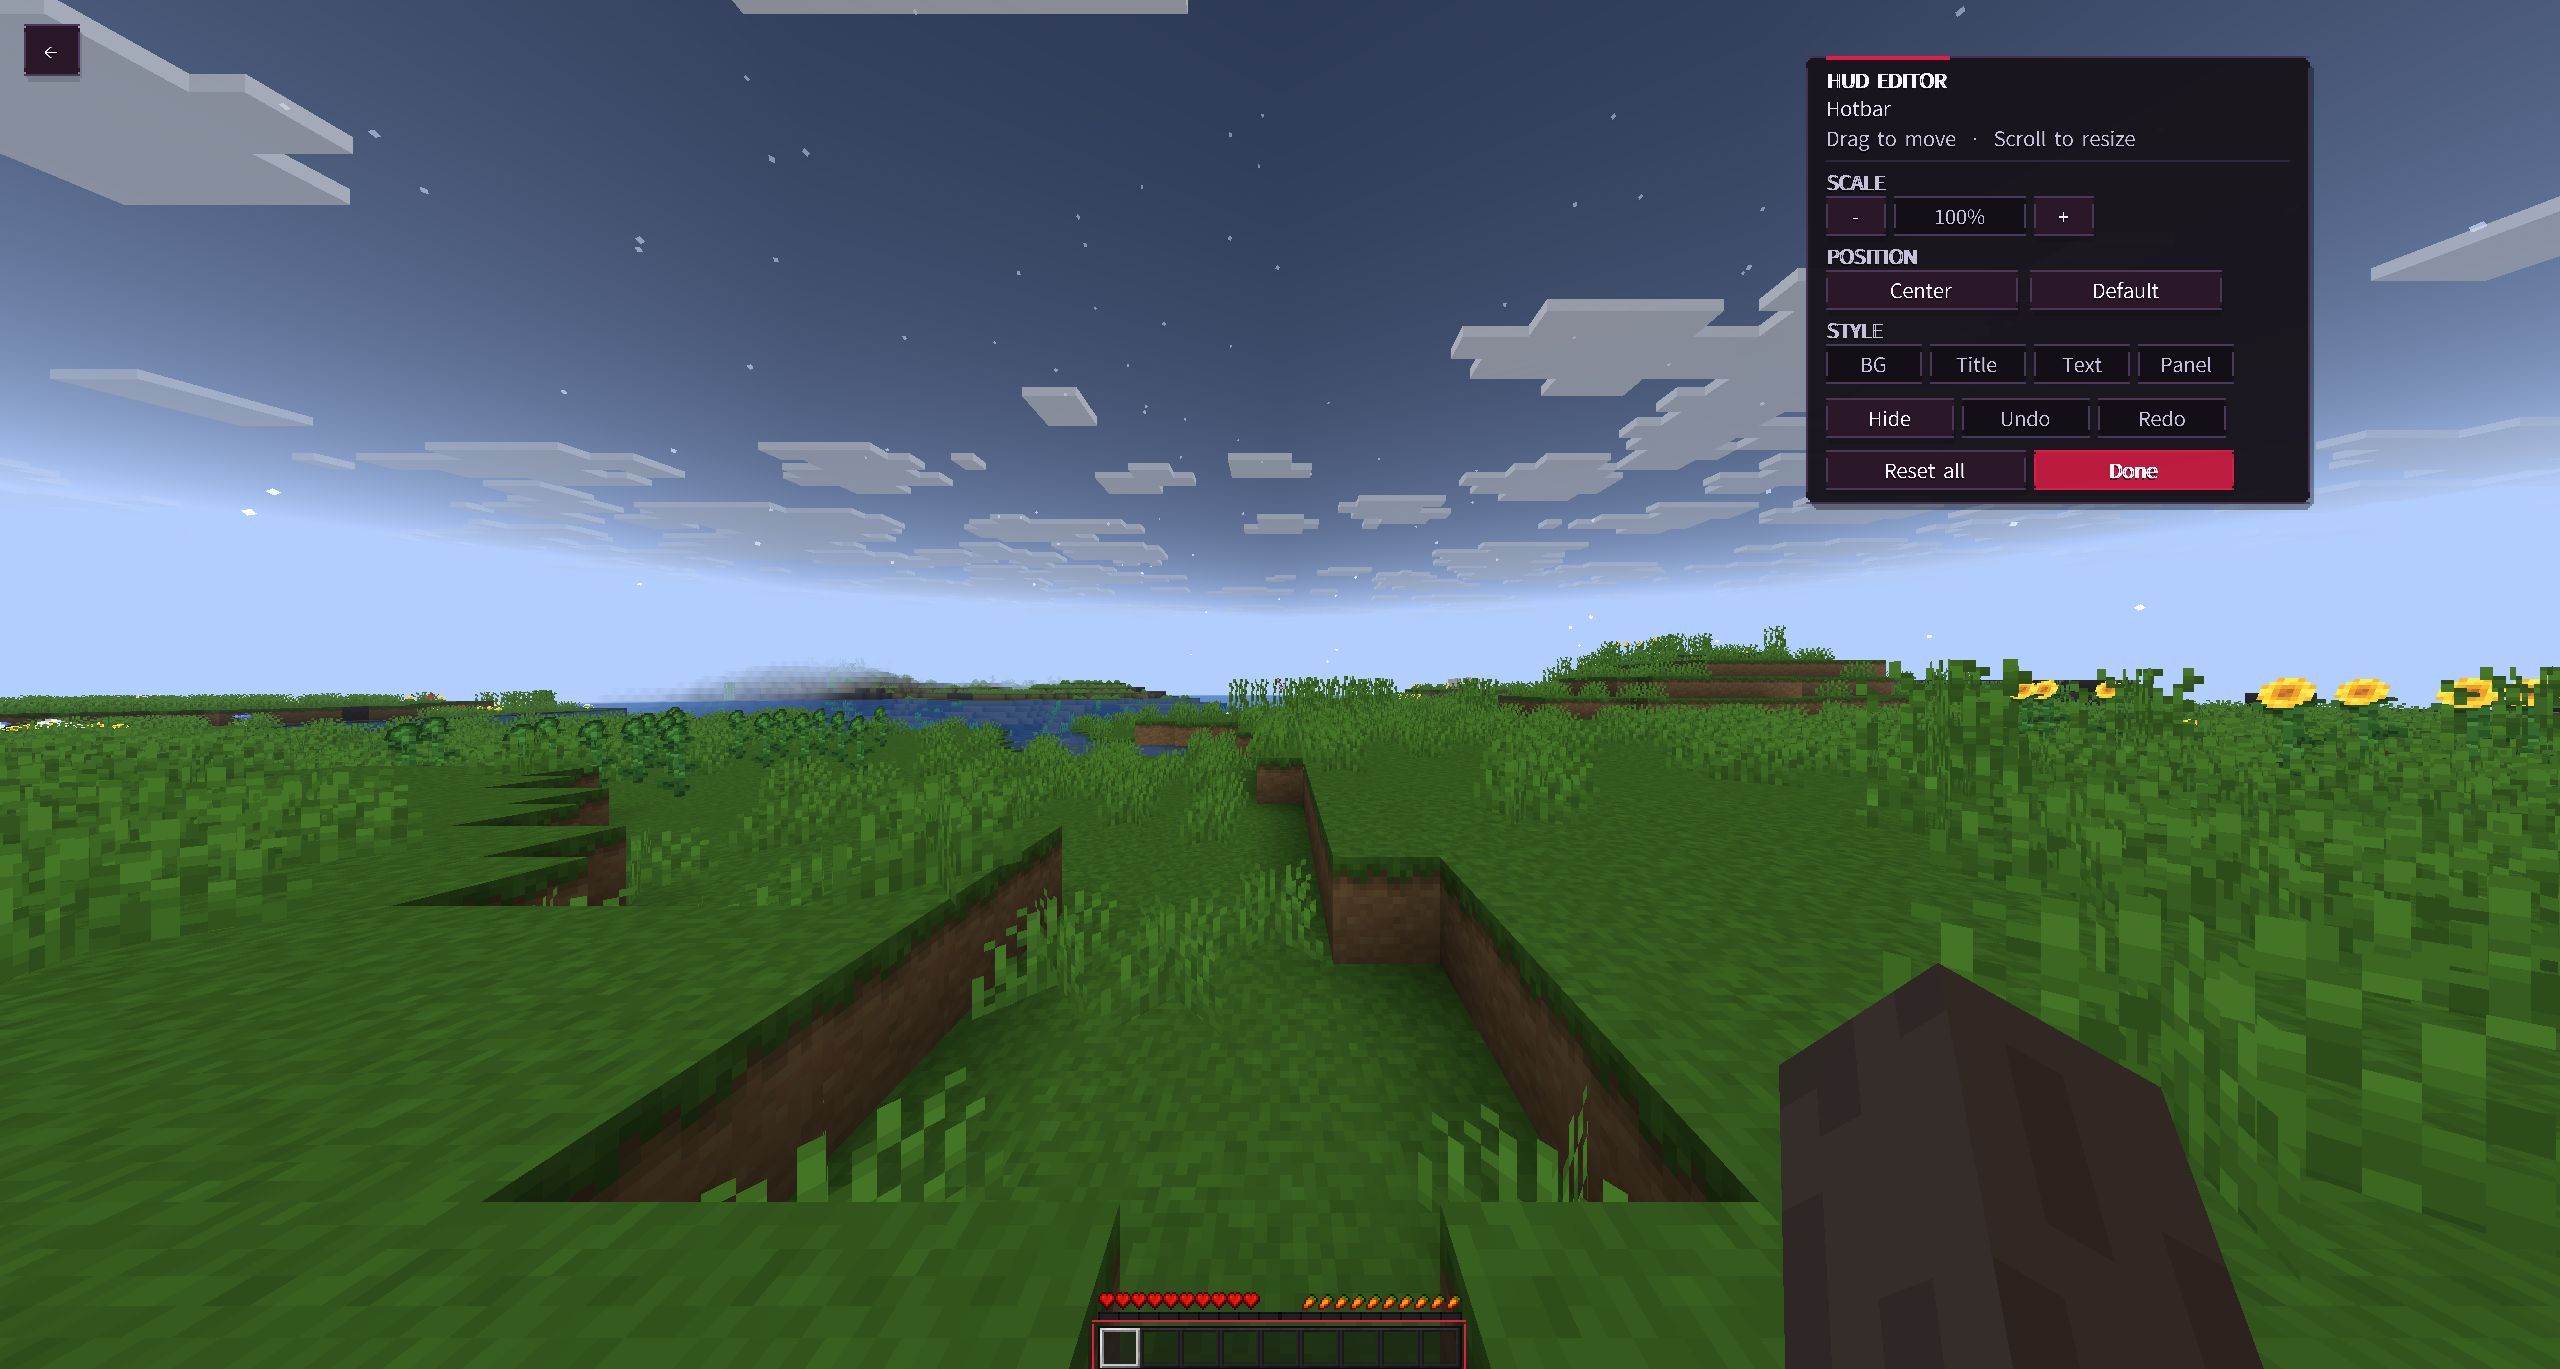 ←
HUD EDITOR
Hotbar
Drag to move · Scroll to resize
SCALE
- 100% +
POSITION
Center Default
STYLE
BG Title Text Panel
Hide Undo Redo
Reset all Done